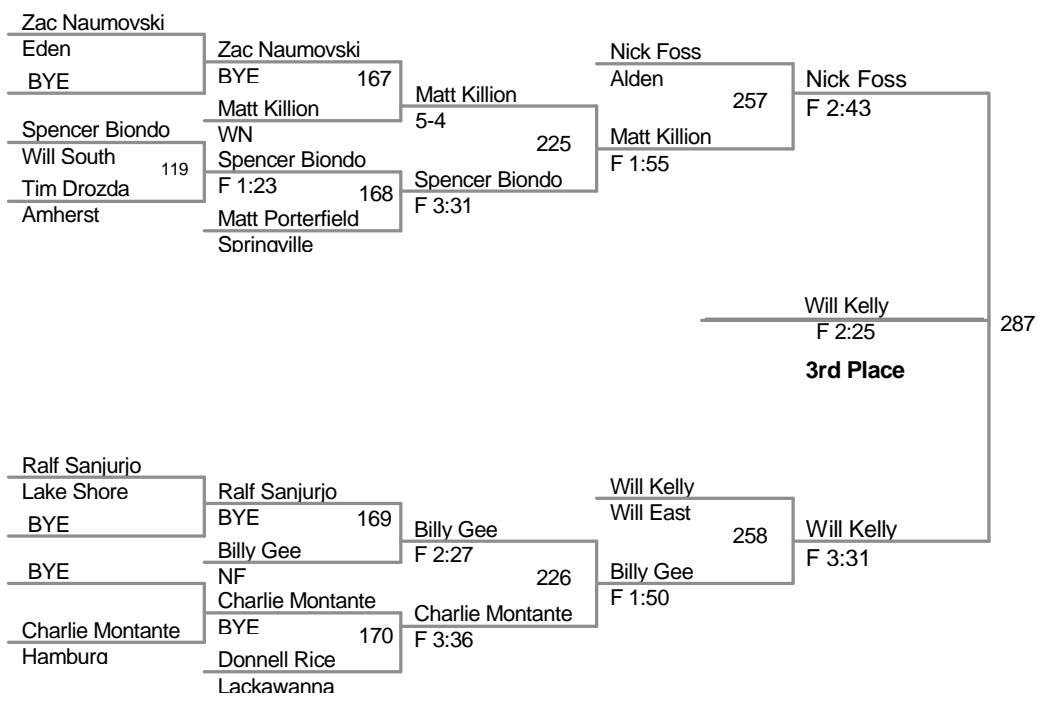 Zac Naumovski
Eden
BYE
Spencer Biondo
Will South
119
Tim Drozda
Amherst
Zac Naumovski
BYE
167
Matt Killion
WN
Spencer Biondo
F 1:23
168
Matt Porterfield
Springville
Matt Killion
5-4
225
Spencer Biondo
F 3:31
Nick Foss
Alden
257
Matt Killion
F 1:55
Nick Foss
F 2:43
Will Kelly
F 2:25
287
3rd Place
Ralf Sanjurjo
Lake Shore
BYE
BYE
Charlie Montante
Hamburg
Ralf Sanjurjo
BYE
169
Billy Gee
NF
Charlie Montante
BYE
170
Donnell Rice
Lackawanna
Billy Gee
F 2:27
226
Charlie Montante
F 3:36
Will Kelly
Will East
258
Billy Gee
F 1:50
Will Kelly
F 3:31